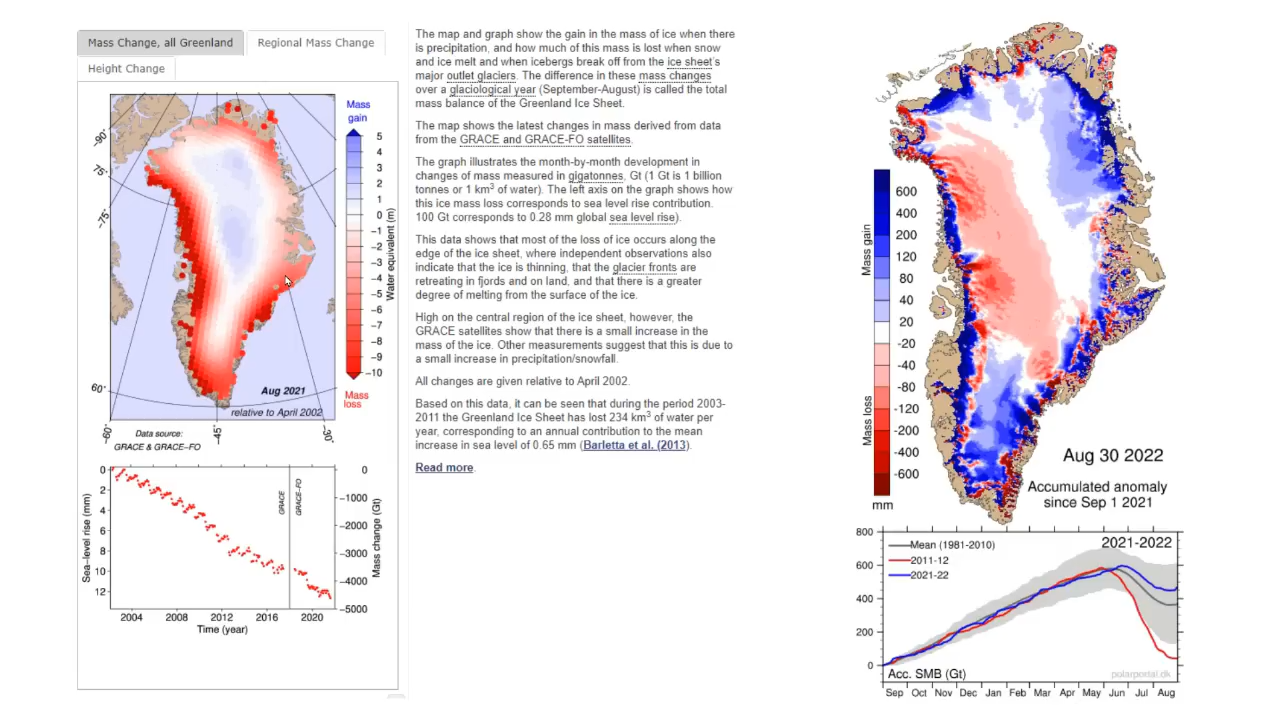 Mass Change, all Greenland
Regional Mass Change
Height Change
Mass
gain
5
4
3
2
1
0
−1
−2
−3
−4
−5
−6
−7
−8
−9
−10
Water equivalent (m)
Mass
loss
−90°
75°
−75°
60°
−60°
−45°
−30°
Aug 2021
relative to April 2002
Data source:
GRACE & GRACE−FO
0
2
4
6
8
10
12
Sea−level rise (mm)
GRACE
GRACE−FO
0
−1000
−2000
−3000
−4000
−5000
Mass change (Gt)
2004
2008
2012
2016
2020
Time (year)
The map and graph show the gain in the mass of ice when there
is precipitation, and how much of this mass is lost when snow
and ice melt and when icebergs break off from the ice sheet's
major outlet glaciers. The difference in these mass changes
over a glaciological year (September-August) is called the total
mass balance of the Greenland Ice Sheet.
The map shows the latest changes in mass derived from data
from the GRACE and GRACE-FO satellites.
The graph illustrates the month-by-month development in
changes of mass measured in gigatonnes, Gt (1 Gt is 1 billion
tonnes or 1 km³ of water). The left axis on the graph shows how
this ice mass loss corresponds to sea level rise contribution.
100 Gt corresponds to 0.28 mm global sea level rise).
This data shows that most of the loss of ice occurs along the
edge of the ice sheet, where independent observations also
indicate that the ice is thinning, that the glacier fronts are
retreating in fjords and on land, and that there is a greater
degree of melting from the surface of the ice.
High on the central region of the ice sheet, however, the
GRACE satellites show that there is a small increase in the
mass of the ice. Other measurements suggest that this is due to
a small increase in precipitation/snowfall.
All changes are given relative to April 2002.
Based on this data, it can be seen that during the period 2003-
2011 the Greenland Ice Sheet has lost 234 km³ of water per
year, corresponding to an annual contribution to the mean
increase in sea level of 0.65 mm (Barletta et al. (2013).
Read more.
Mass gain
Mass loss
600
400
200
120
80
40
20
-20
-40
-80
-120
-200
-400
-600
mm
Aug 30 2022
Accumulated anomaly
since Sep 1 2021
800
600
400
200
0
Mean (1981-2010)
2011-12
2021-22
2021-2022
Acc. SMB (Gt)
polarportal.dk
Sep Oct Nov Dec Jan Feb Mar Apr May Jun Jul Aug